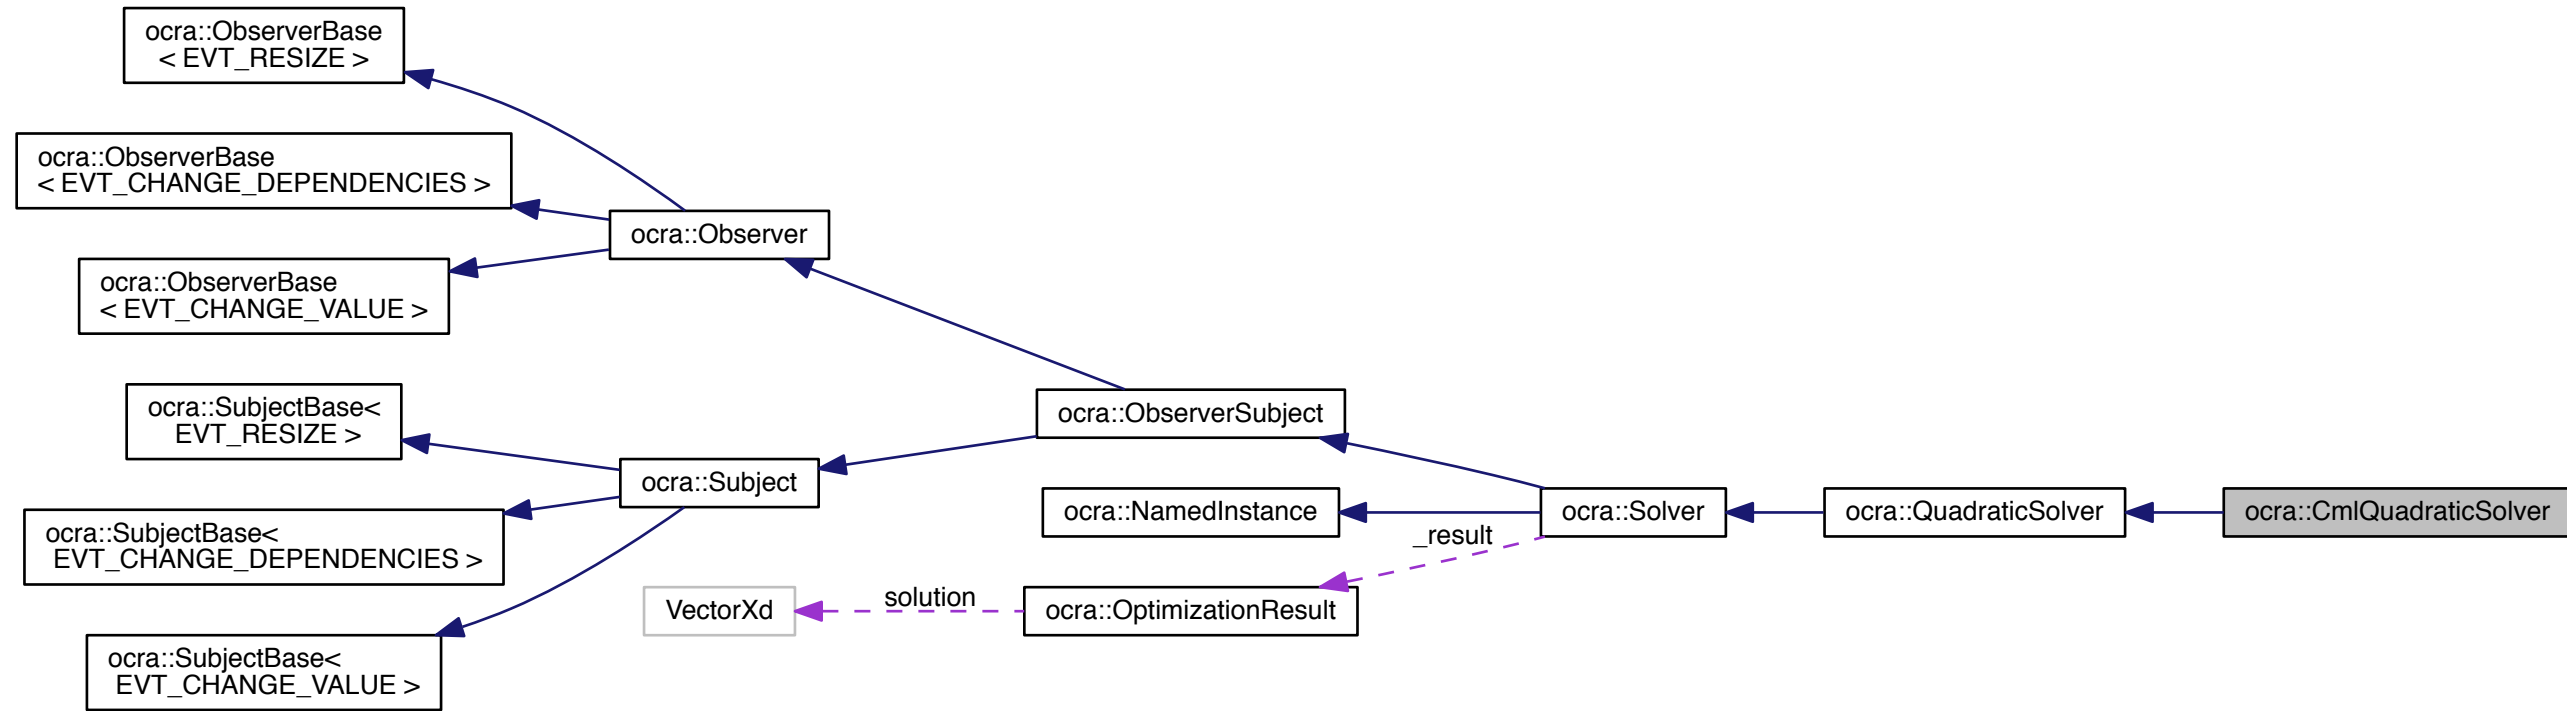 ocra::ObserverBase
< EVT_RESIZE >
ocra::ObserverBase
< EVT_CHANGE_DEPENDENCIES >
ocra::Observer
ocra::ObserverBase
< EVT_CHANGE_VALUE >
ocra::SubjectBase<
EVT_RESIZE >
ocra::ObserverSubject
ocra::Subject
ocra::SubjectBase<
EVT_CHANGE_DEPENDENCIES >
ocra::NamedInstance
ocra::Solver
ocra::QuadraticSolver
ocra::CmlQuadraticSolver
_result
solution
VectorXd
ocra::OptimizationResult
ocra::SubjectBase<
EVT_CHANGE_VALUE >